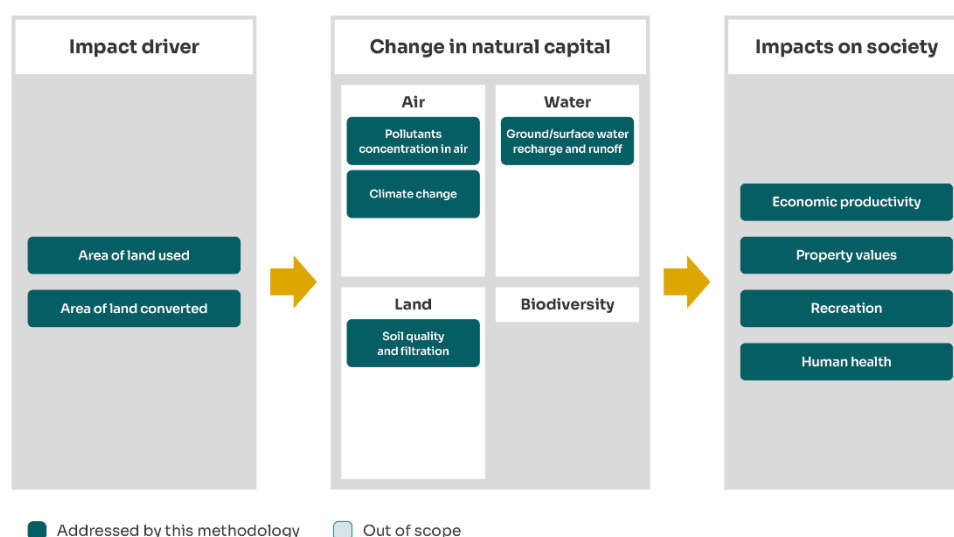 Impact driver
Area of land used
Area of land converted
Change in natural capital
Air
Pollutants
concentration in air
Climate change
Water
Ground/surface water
recharge and runoff
Land
Soil quality
and filtration
Biodiversity
Impacts on society
Economic productivity
Property values
Recreation
Human health
Addressed by this methodology
Out of scope